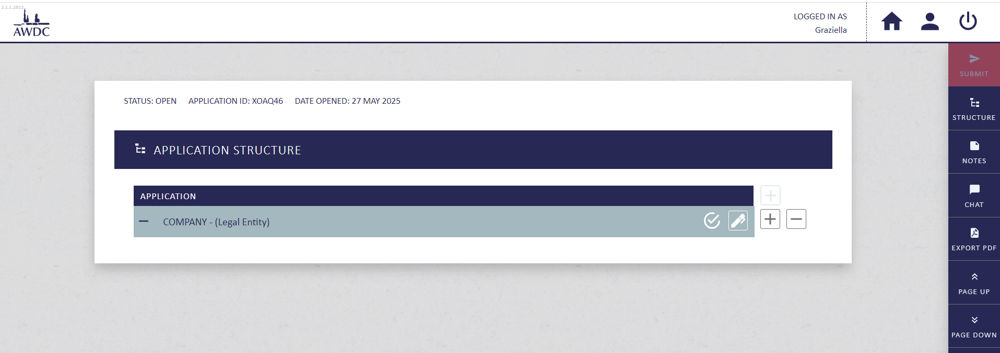 2.1.1.2813
AWDC
LOGGED IN AS
Graziella
SUBMIT
STRUCTURE
NOTES
CHAT
EXPORT PDF
PAGE UP
PAGE DOWN
STATUS: OPEN APPLICATION ID: XOAQ46 DATE OPENED: 27 MAY 2025
APPLICATION STRUCTURE
APPLICATION
COMPANY - (Legal Entity)